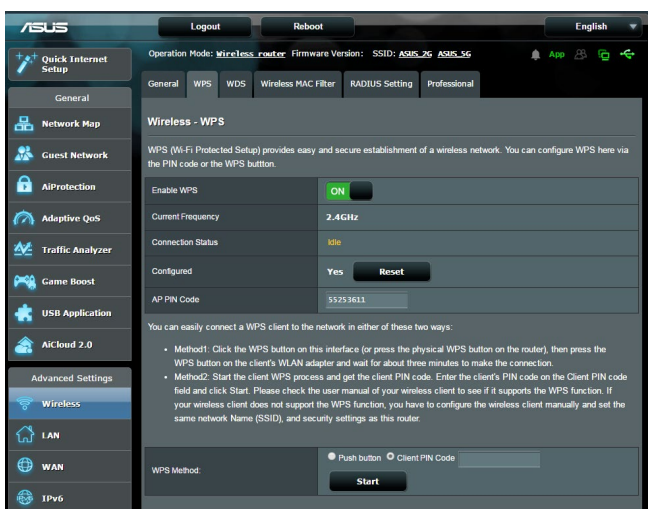 ASUS
Logout
Reboot
English
Quick Internet
Setup
Operation Mode: Wireless router Firmware Version: SSID: ASUS_2G ASUS_5G
App
General
WPS
WDS
Wireless MAC Filter
RADIUS Setting
Professional
General
Network Map
Guest Network
AiProtection
Adaptive QoS
Traffic Analyzer
Game Boost
USB Application
AiCloud 2.0
Advanced Settings
Wireless
LAN
WAN
IPv6
Wireless - WPS
WPS (Wi-Fi Protected Setup) provides easy and secure establishment of a wireless network. You can configure WPS here via
the PIN code or the WPS buttton.
Enable WPS
ON
Current Frequency
2.4GHz
Connection Status
Idle
Configured
Yes
Reset
AP PIN Code
55253611
You can easily connect a WPS client to the network in either of these two ways:
• Method1: Click the WPS button on this interface (or press the physical WPS button on the router), then press the
WPS button on the client's WLAN adapter and wait for about three minutes to make the connection.
• Method2: Start the client WPS process and get the client PIN code. Enter the client's PIN code on the Client PIN code
field and click Start. Please check the user manual of your wireless client to see if it supports the WPS function. If
your wireless client does not support the WPS function, you have to configure the wireless client manually and set the
same network Name (SSID), and security settings as this router.
WPS Method:
Push button
Client PIN Code
Start